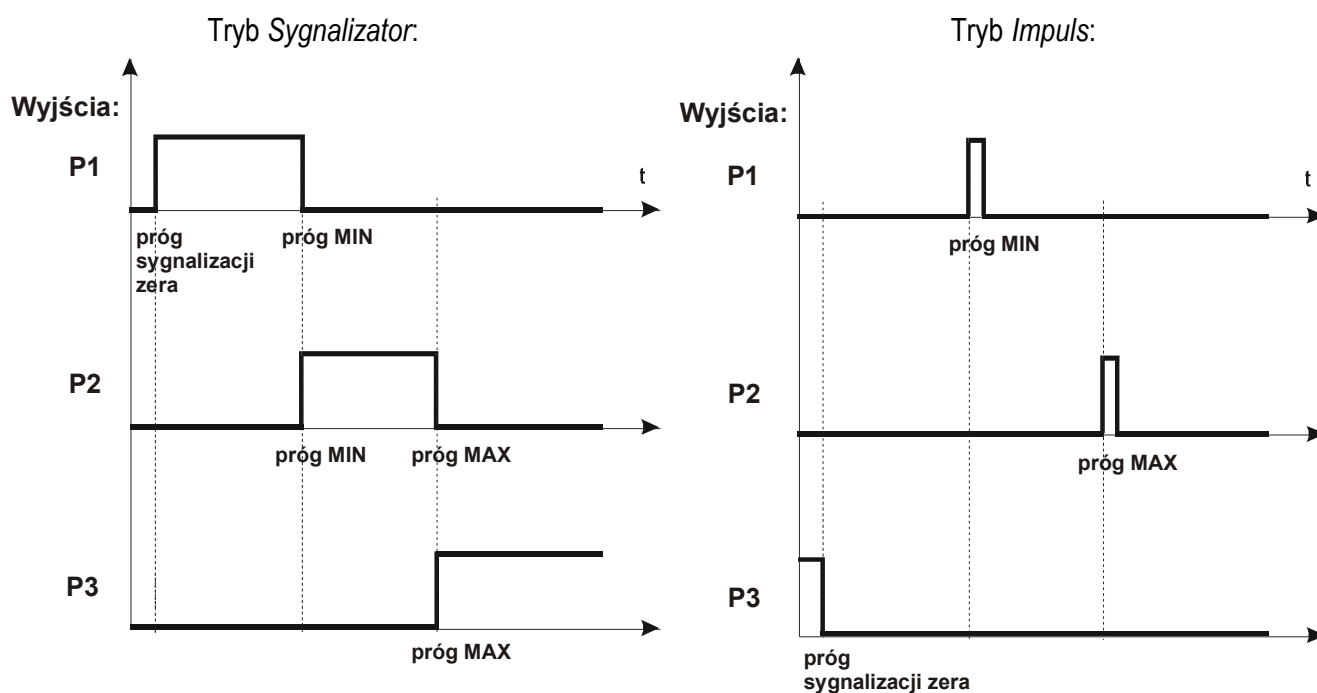 Tryb Sygnalizator:
Wyjścia:
P1
t
próg
sygnalizacji
zera
próg MIN
P2
próg MIN
próg MAX
P3
próg MAX
Tryb Impuls:
Wyjścia:
P1
t
próg MIN
P2
próg MAX
P3
próg
sygnalizacji zera